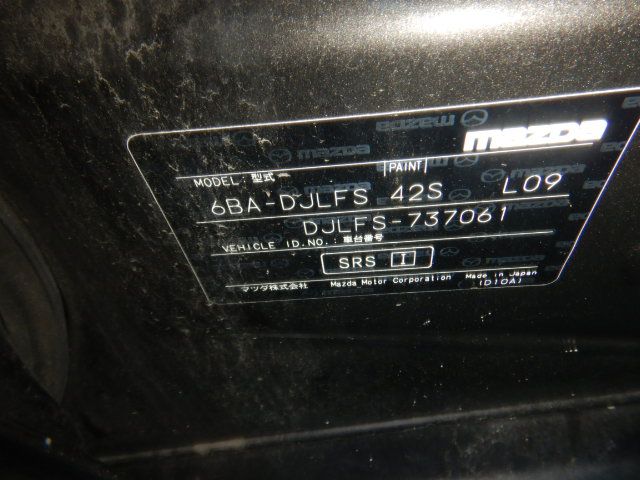 mazda
MODEL: 型式 PAINT
6BA-DJLFS 42S L09
DJLFS-737061
VEHICLE ID.NO.: 車台番号
SRS I
マツダ株式会社 Mazda Motor Corporation Made in Japan
(D10A)